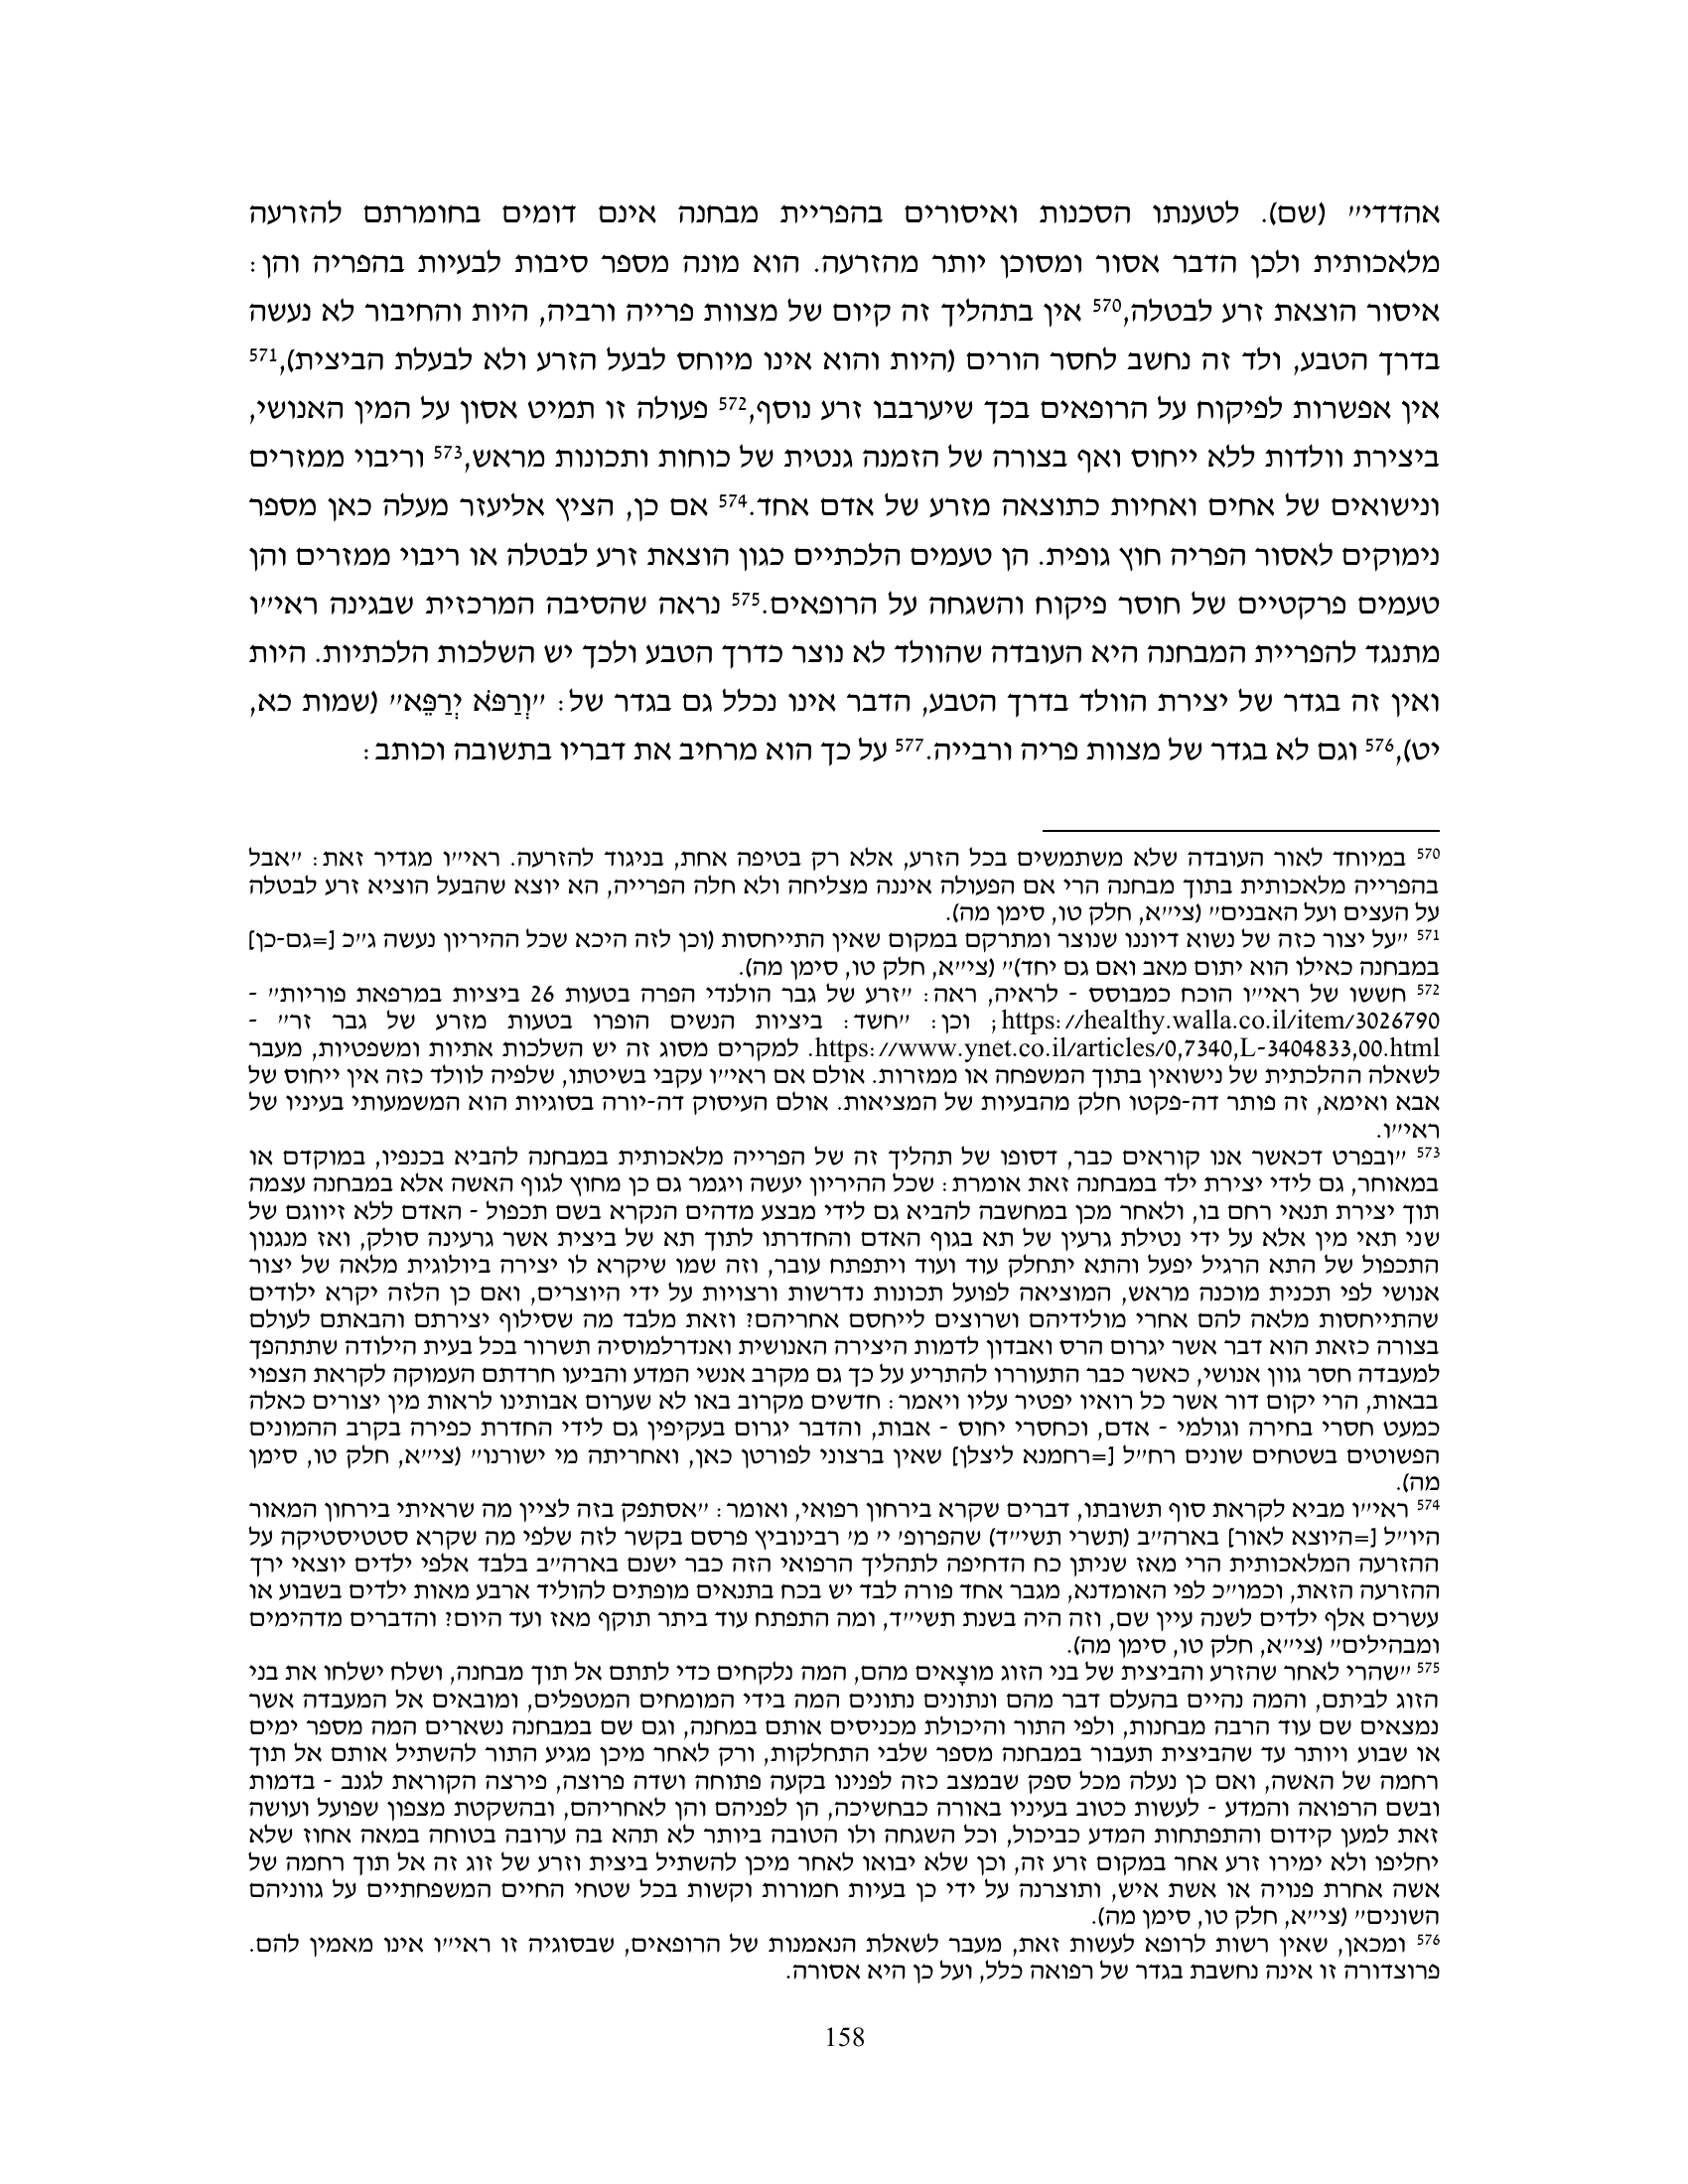 אהדדי״ (שם). לטענתו הסכנות ואיסורים בהפריית מבחנה אינם דומים בחומרתם להזרעה
מלאכותית ולכן הדבר אסור ומסוכן יותר מהזרעה. הוא מונה מספר סיבות לבעיות בהפריה והן:
איסור הוצאת זרע לבטלה,570 אין בתהליך זה קיום של מצוות פרייה ורביה, היות והחיבור לא נעשה
בדרך הטבע, ולד זה נחשב לחסר הורים (היות והוא אינו מיוחס לבעל הזרע ולא לבעלת הביצית),571
אין אפשרות לפיקוח על הרופאים בכך שיערבבו זרע נוסף,572 פעולה זו תמיט אסון על המין האנושי,
ביצירת וולדות ללא ייחוס ואף בצורה של הזמנה גנטית של כוחות ותכונות מראש,573 וריבוי ממזרים
ונישואים של אחים ואחיות כתוצאה מזרע של אדם אחד.574 אם כן, הציץ אליעזר מעלה כאן מספר
נימוקים לאסור הפריה חוץ גופית. הן טעמים הלכתיים כגון הוצאת זרע לבטלה או ריבוי ממזרים והן
טעמים פרקטיים של חוסר פיקוח והשגחה על הרופאים.575 נראה שהסיבה המרכזית שבגינה ראי״ו
מתנגד להפריית המבחנה היא העובדה שהוולד לא נוצר כדרך הטבע ולכך יש השלכות הלכתיות. היות
ואין זה בגדר של יצירת הוולד בדרך הטבע, הדבר אינו נכלל גם בגדר של: ״וְרַפֹּא יְרַפֵּא״ (שמות כא,
יט),576 וגם לא בגדר של מצוות פריה ורבייה.577 על כך הוא מרחיב את דבריו בתשובה וכותב:
570 במיוחד לאור העובדה שלא משתמשים בכל הזרע, אלא רק בטיפה אחת, בניגוד להזרעה. ראי״ו מגדיר זאת: ״אבל
בהפרייה מלאכותית בתוך מבחנה הרי אם הפעולה איננה מצליחה ולא חלה הפרייה, הא יוצא שהבעל הוציא זרע לבטלה
על העצים ועל האבנים״ (צי״א, חלק טו, סימן מה).
571 ״על יצור כזה של נשוא דיוננו שנוצר ומתרקם במקום שאין התייחסות (וכן לזה היכא שכל ההיריון נעשה ג״כ [=גם-כן]
במבחנה כאילו הוא יתום מאב ואם גם יחד)״ (צי״א, חלק טו, סימן מה).
572 חששו של ראי״ו הוכח כמבוסס - לראיה, ראה: ״זרע של גבר הולנדי הפרה בטעות 26 ביציות במרפאת פוריות״ -
https://healthy.walla.co.il/item/3026790; וכן: ״חשד: ביציות הנשים הופרו בטעות מזרע של גבר זר״ -
https://www.ynet.co.il/articles/0,7340,L-3404833,00.html. למקרים מסוג זה יש השלכות אתיות ומשפטיות, מעבר
לשאלה ההלכתית של נישואין בתוך המשפחה או ממזרות. אולם אם ראי״ו עקבי בשיטתו, שלפיה לוולד כזה אין ייחוס של
אבא ואימא, זה פותר דה-פקטו חלק מהבעיות של המציאות. אולם העיסוק דה-יורה בסוגיות הוא המשמעותי בעיניו של
ראי״ו.
573 ״ובפרט דכאשר אנו קוראים כבר, דסופו של תהליך זה של הפרייה מלאכותית במבחנה להביא בכנפיו, במוקדם או
במאוחר, גם לידי יצירת ילד במבחנה זאת אומרת: שכל ההיריון יעשה ויגמר גם כן מחוץ לגוף האשה אלא במבחנה עצמה
תוך יצירת תנאי רחם בו, ולאחר מכן במחשבה להביא גם לידי מבצע מדהים הנקרא בשם תכפול - האדם ללא זיווגם של
שני תאי מין אלא על ידי נטילת גרעין של תא בגוף האדם והחדרתו לתוך תא של ביצית אשר גרעינה סולק, ואז מנגנון
התכפול של התא הרגיל יפעל והתא יתחלק עוד ועוד ויתפתח עובר, וזה שמו שיקרא לו יצירה ביולוגית מלאה של יצור
אנושי לפי תכנית מוכנה מראש, המוציאה לפועל תכונות נדרשות ורצויות על ידי היוצרים, ואם כן הלזה יקרא ילודים
שהתייחסות מלאה להם אחרי מולידיהם ושרוצים לייחסם אחריהם? וזאת מלבד מה שסילוף יצירתם והבאתם לעולם
בצורה כזאת הוא דבר אשר יגרום הרס ואבדון לדמות היצירה האנושית ואנדרלמוסיה תשרור בכל בעית הילודה שתתהפך
למעבדה חסר גוון אנושי, כאשר כבר התעוררו להתריע על כך גם מקרב אנשי המדע והביעו חרדתם העמוקה לקראת הצפוי
בבאות, הרי יקום דור אשר כל רואיו יפטיר עליו ויאמר: חדשים מקרוב באו לא שערום אבותינו לראות מין יצורים כאלה
כמעט חסרי בחירה וגולמי - אדם, וכחסרי יחוס - אבות, והדבר יגרום בעקיפין גם לידי החדרת כפירה בקרב ההמונים
הפשוטים בשטחים שונים רח״ל [=רחמנא ליצלן] שאין ברצוני לפורטן כאן, ואחריתה מי ישורנו״ (צי״א, חלק טו, סימן
מה).
574 ראי״ו מביא לקראת סוף תשובתו, דברים שקרא בירחון רפואי, ואומר: ״אסתפק בזה לציין מה שראיתי בירחון המאור
היו״ל [=היוצא לאור] בארה״ב (תשרי תשי״ד) שהפרופ׳ י׳ מ׳ רבינוביץ פרסם בקשר לזה שלפי מה שקרא סטטיסטיקה על
ההזרעה המלאכותית הרי מאז שניתן כח הדחיפה לתהליך הרפואי הזה כבר ישנם בארה״ב בלבד אלפי ילדים יוצאי ירך
ההזרעה הזאת, וכמו״כ לפי האומדנא, מגבר אחד פורה לבד יש בכח בתנאים מופתים להוליד ארבע מאות ילדים בשבוע או
עשרים אלף ילדים לשנה עיין שם, וזה היה בשנת תשי״ד, ומה התפתח עוד ביתר תוקף מאז ועד היום? והדברים מדהימים
ומבהילים״ (צי״א, חלק טו, סימן מה).
575 ״שהרי לאחר שהזרע והביצית של בני הזוג מוצָאים מהם, המה נלקחים כדי לתתם אל תוך מבחנה, ושלח ישלחו את בני
הזוג לביתם, והמה נהיים בהעלם דבר מהם ונתונים נתונים המה בידי המומחים המטפלים, ומובאים אל המעבדה אשר
נמצאים שם עוד הרבה מבחנות, ולפי התור והיכולת מכניסים אותם במחנה, וגם שם במבחנה נשארים המה מספר ימים
או שבוע ויותר עד שהביצית תעבור במבחנה מספר שלבי התחלקות, ורק לאחר מיכן מגיע התור להשתיל אותם אל תוך
רחמה של האשה, ואם כן נעלה מכל ספק שבמצב כזה לפנינו בקעה פתוחה ושדה פרוצה, פירצה הקוראת לגנב - בדמות
ובשם הרפואה והמדע - לעשות כטוב בעיניו באורה כבחשיכה, הן לפניהם והן לאחריהם, ובהשקטת מצפון שפועל ועושה
זאת למען קידום והתפתחות המדע כביכול, וכל השגחה ולו הטובה ביותר לא תהא בה ערובה בטוחה במאה אחוז שלא
יחליפו ולא ימירו זרע אחר במקום זרע זה, וכן שלא יבואו לאחר מיכן להשתיל ביצית וזרע של זוג זה אל תוך רחמה של
אשה אחרת פנויה או אשת איש, ותוצרנה על ידי כן בעיות חמורות וקשות בכל שטחי החיים המשפחתיים על גווניהם
השונים״ (צי״א, חלק טו, סימן מה).
576 ומכאן, שאין רשות לרופא לעשות זאת, מעבר לשאלת הנאמנות של הרופאים, שבסוגיה זו ראי״ו אינו מאמין להם.
פרוצדורה זו אינה נחשבת בגדר של רפואה כלל, ועל כן היא אסורה.
158